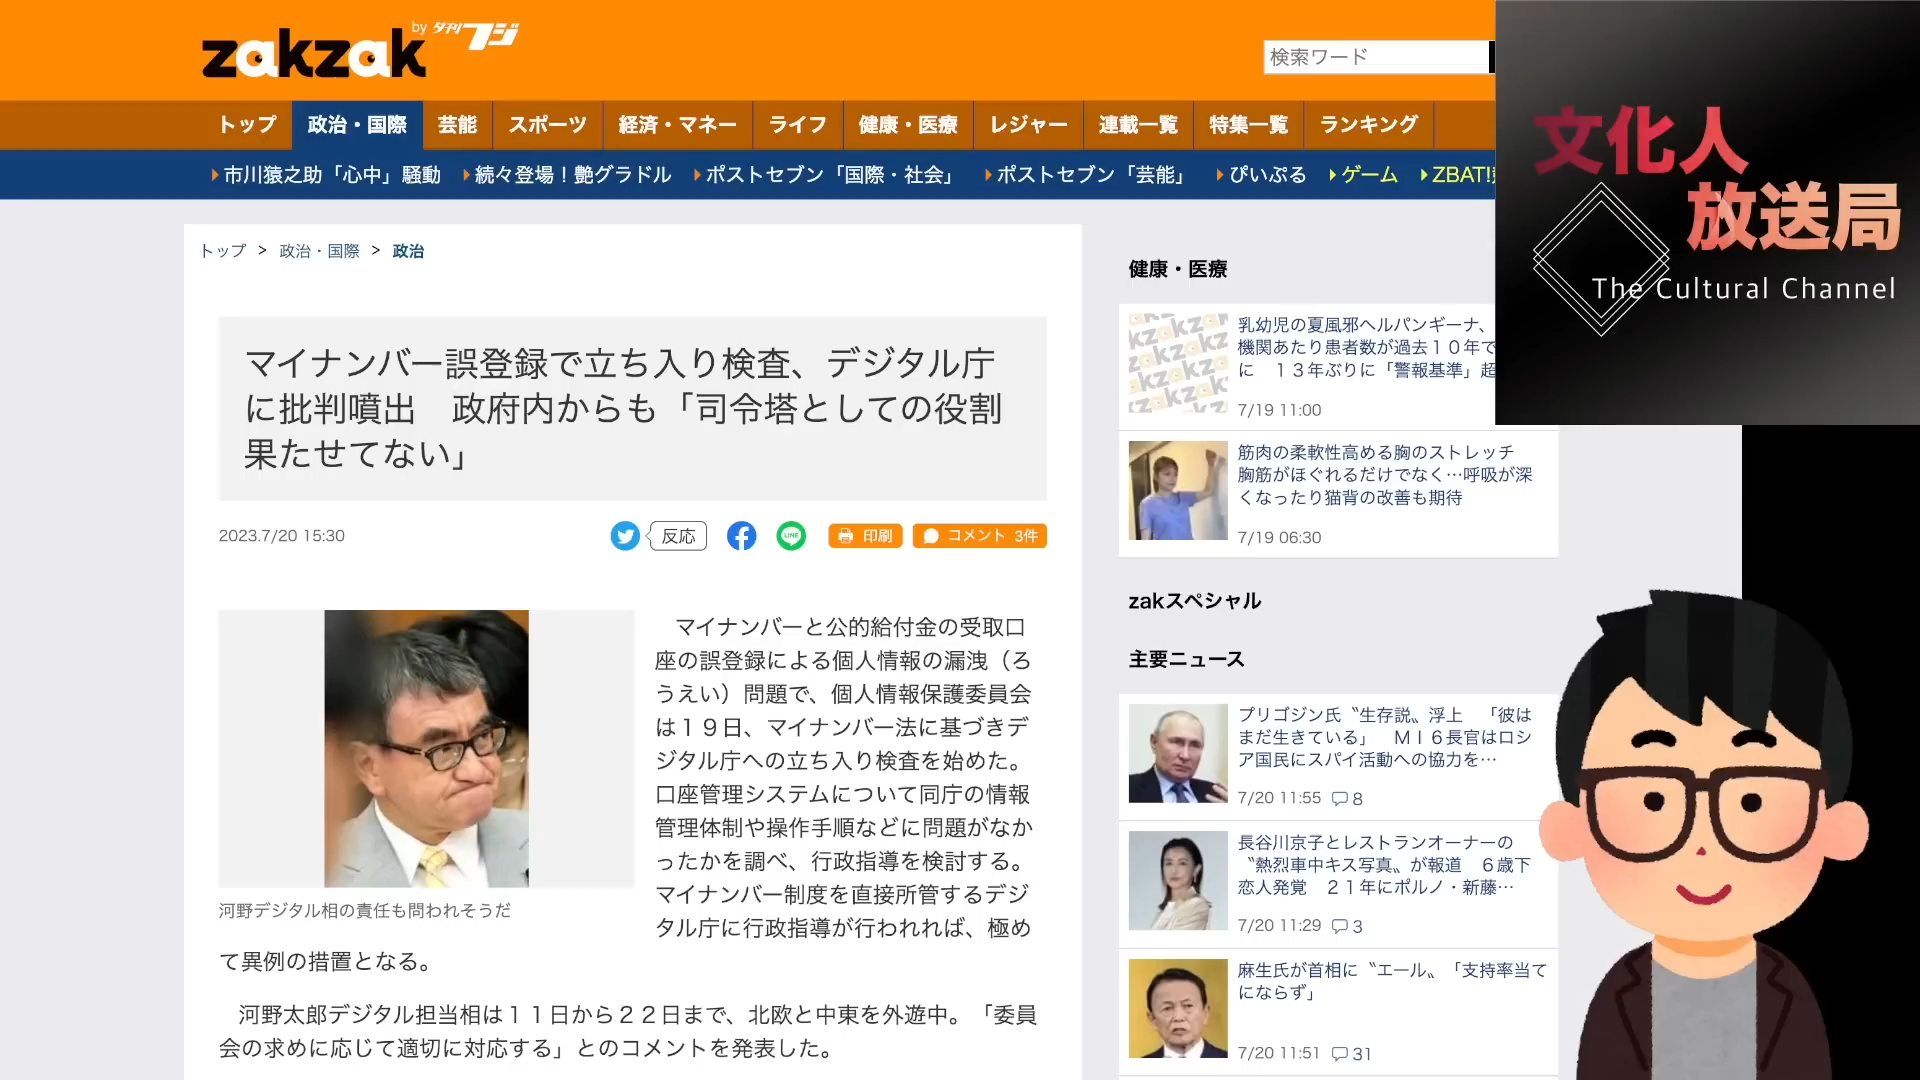 zakzak
by 夕刊フジ
検索ワード
トップ
政治・国際
芸能
スポーツ
経済・マネー
ライフ
健康・医療
レジャー
連載一覧
特集一覧
ランキング
市川猿之助「心中」騒動
続々登場！艶グラドル
ポストセブン「国際・社会」
ポストセブン「芸能」
ぴいぷる
ゲーム
ZBAT!
文化人
放送局
The Cultural Channel
トップ > 政治・国際 > 政治
マイナンバー誤登録で立ち入り検査、デジタル庁
に批判噴出　政府内からも「司令塔としての役割
果たせてない」
2023.7/20 15:30
反応
LINE
印刷
コメント 3件
河野デジタル相の責任も問われそうだ
マイナンバーと公的給付金の受取口
座の誤登録による個人情報の漏洩（ろ
うえい）問題で、個人情報保護委員会
は１９日、マイナンバー法に基づきデ
ジタル庁への立ち入り検査を始めた。
口座管理システムについて同庁の情報
管理体制や操作手順などに問題がなか
ったかを調べ、行政指導を検討する。
マイナンバー制度を直接所管するデジ
タル庁に行政指導が行われれば、極め
て異例の措置となる。
河野太郎デジタル担当相は１１日から２２日まで、北欧と中東を外遊中。「委員
会の求めに応じて適切に対応する」とのコメントを発表した。
健康・医療
乳幼児の夏風邪ヘルパンギーナ、
機関あたり患者数が過去１０年で
に　１３年ぶりに「警報基準」超
7/19 11:00
筋肉の柔軟性高める胸のストレッチ
胸筋がほぐれるだけでなく…呼吸が深
くなったり猫背の改善も期待
7/19 06:30
zakスペシャル
主要ニュース
プリゴジン氏〝生存説〟浮上　「彼は
まだ生きている」　ＭＩ６長官はロシ
ア国民にスパイ活動への協力を…
7/20 11:55 8
長谷川京子とレストランオーナーの
〝熱烈車中キス写真〟が報道　６歳下
恋人発覚　２１年にポルノ・新藤…
7/20 11:29 3
麻生氏が首相に〝エール〟「支持率当て
にならず」
7/20 11:51 31